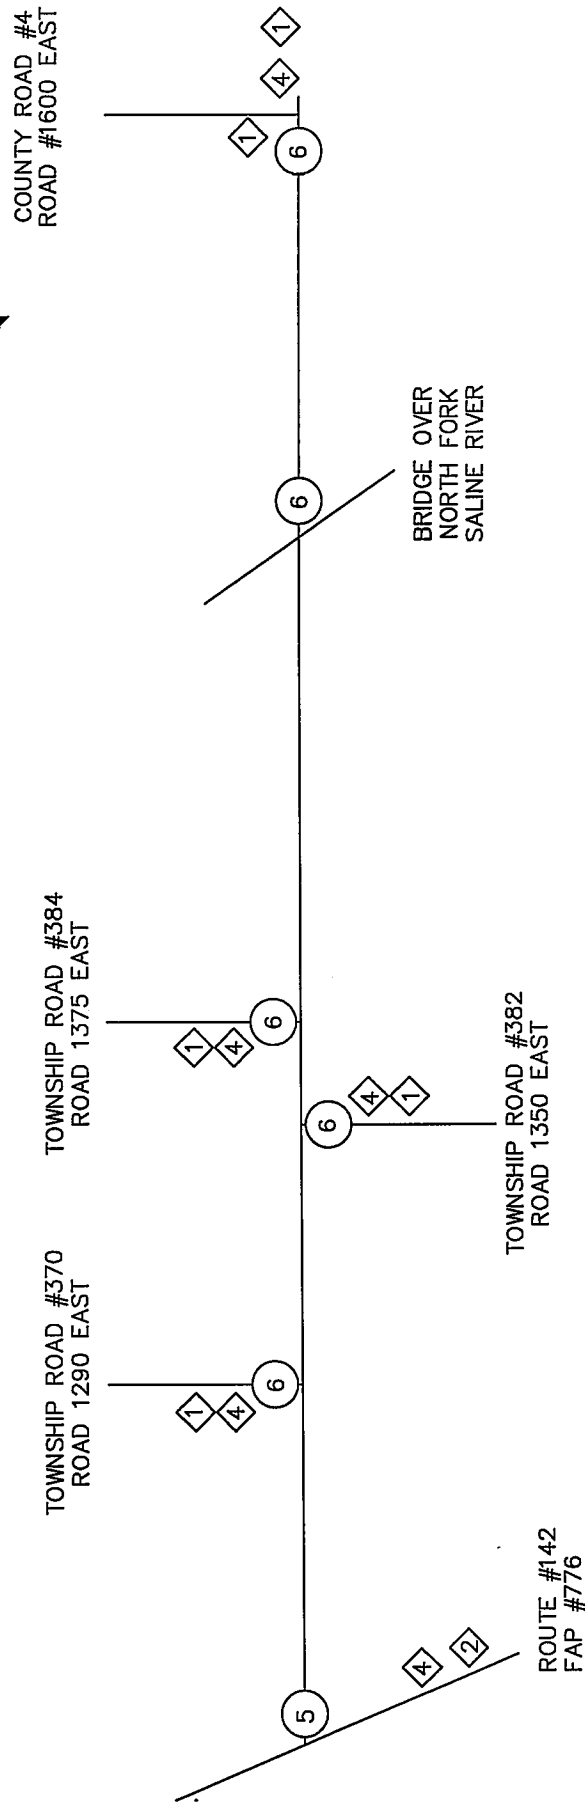 COUNTY ROAD #4
ROAD #1600 EAST
1
4
1
6
6
BRIDGE OVER
NORTH FORK
SALINE RIVER
TOWNSHIP ROAD #384
ROAD 1375 EAST
1
4
6
6
4
1
TOWNSHIP ROAD #382
ROAD 1350 EAST
TOWNSHIP ROAD #370
ROAD 1290 EAST
1
4
6
5
4
2
ROUTE #142
FAP #776